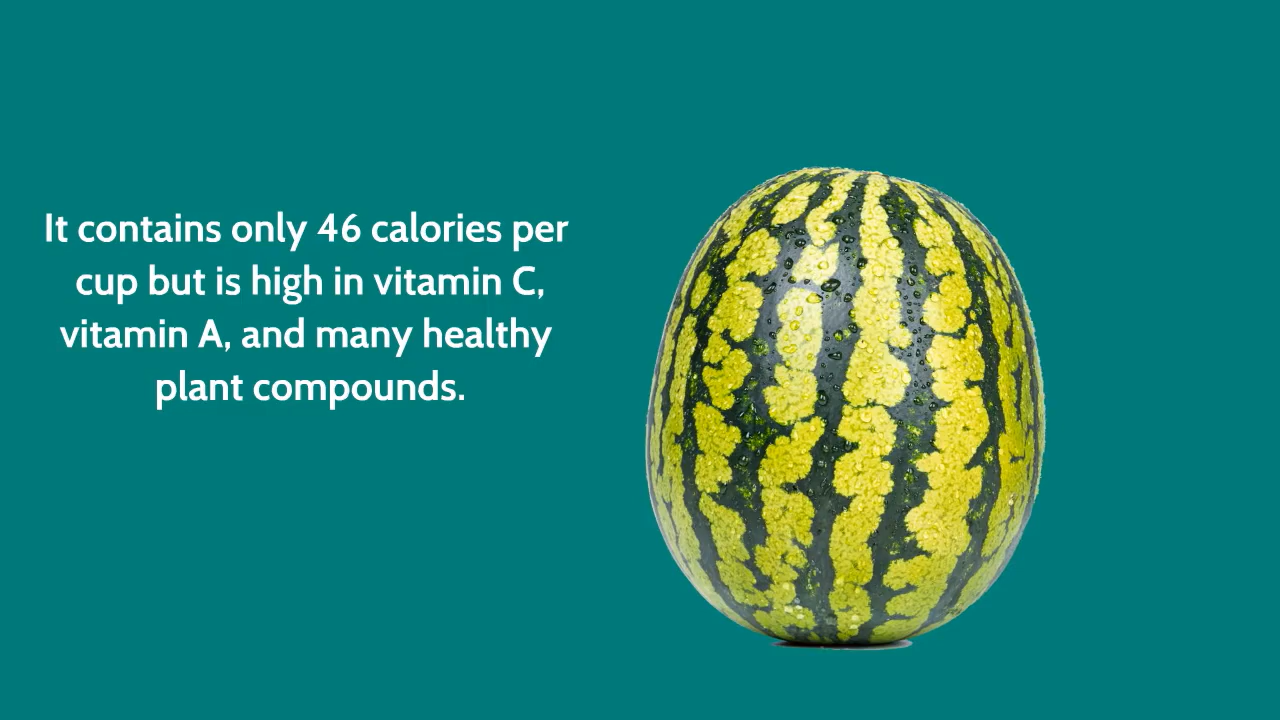 It contains only 46 calories per
cup but is high in vitamin C,
vitamin A, and many healthy
plant compounds.